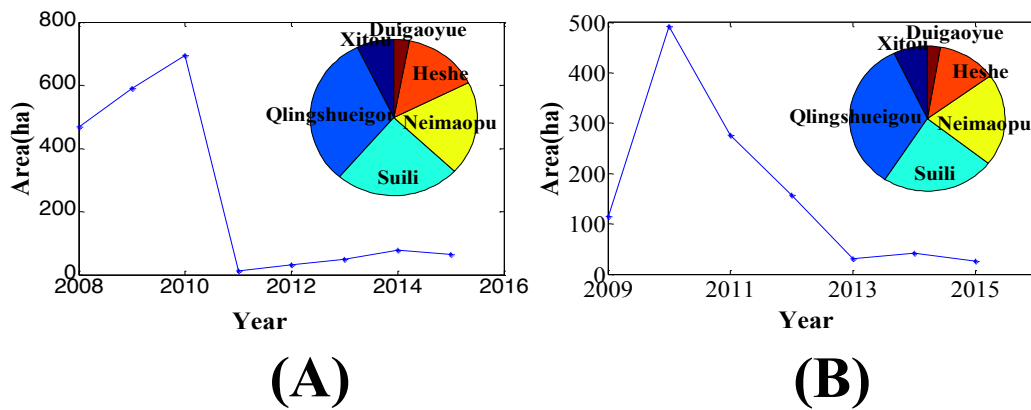 800
600
400
200
0
Area(ha)
2008
2010
2012
2014
2016
Year
Xitou
Duigaoyue
Heshe
Qlingshueigou
Neimaopu
Suili
(A)
500
400
300
200
100
0
Area(ha)
2009
2011
2013
2015
Year
Xitou
Duigaoyue
Heshe
Qlingshueigou
Neimaopu
Suili
(B)